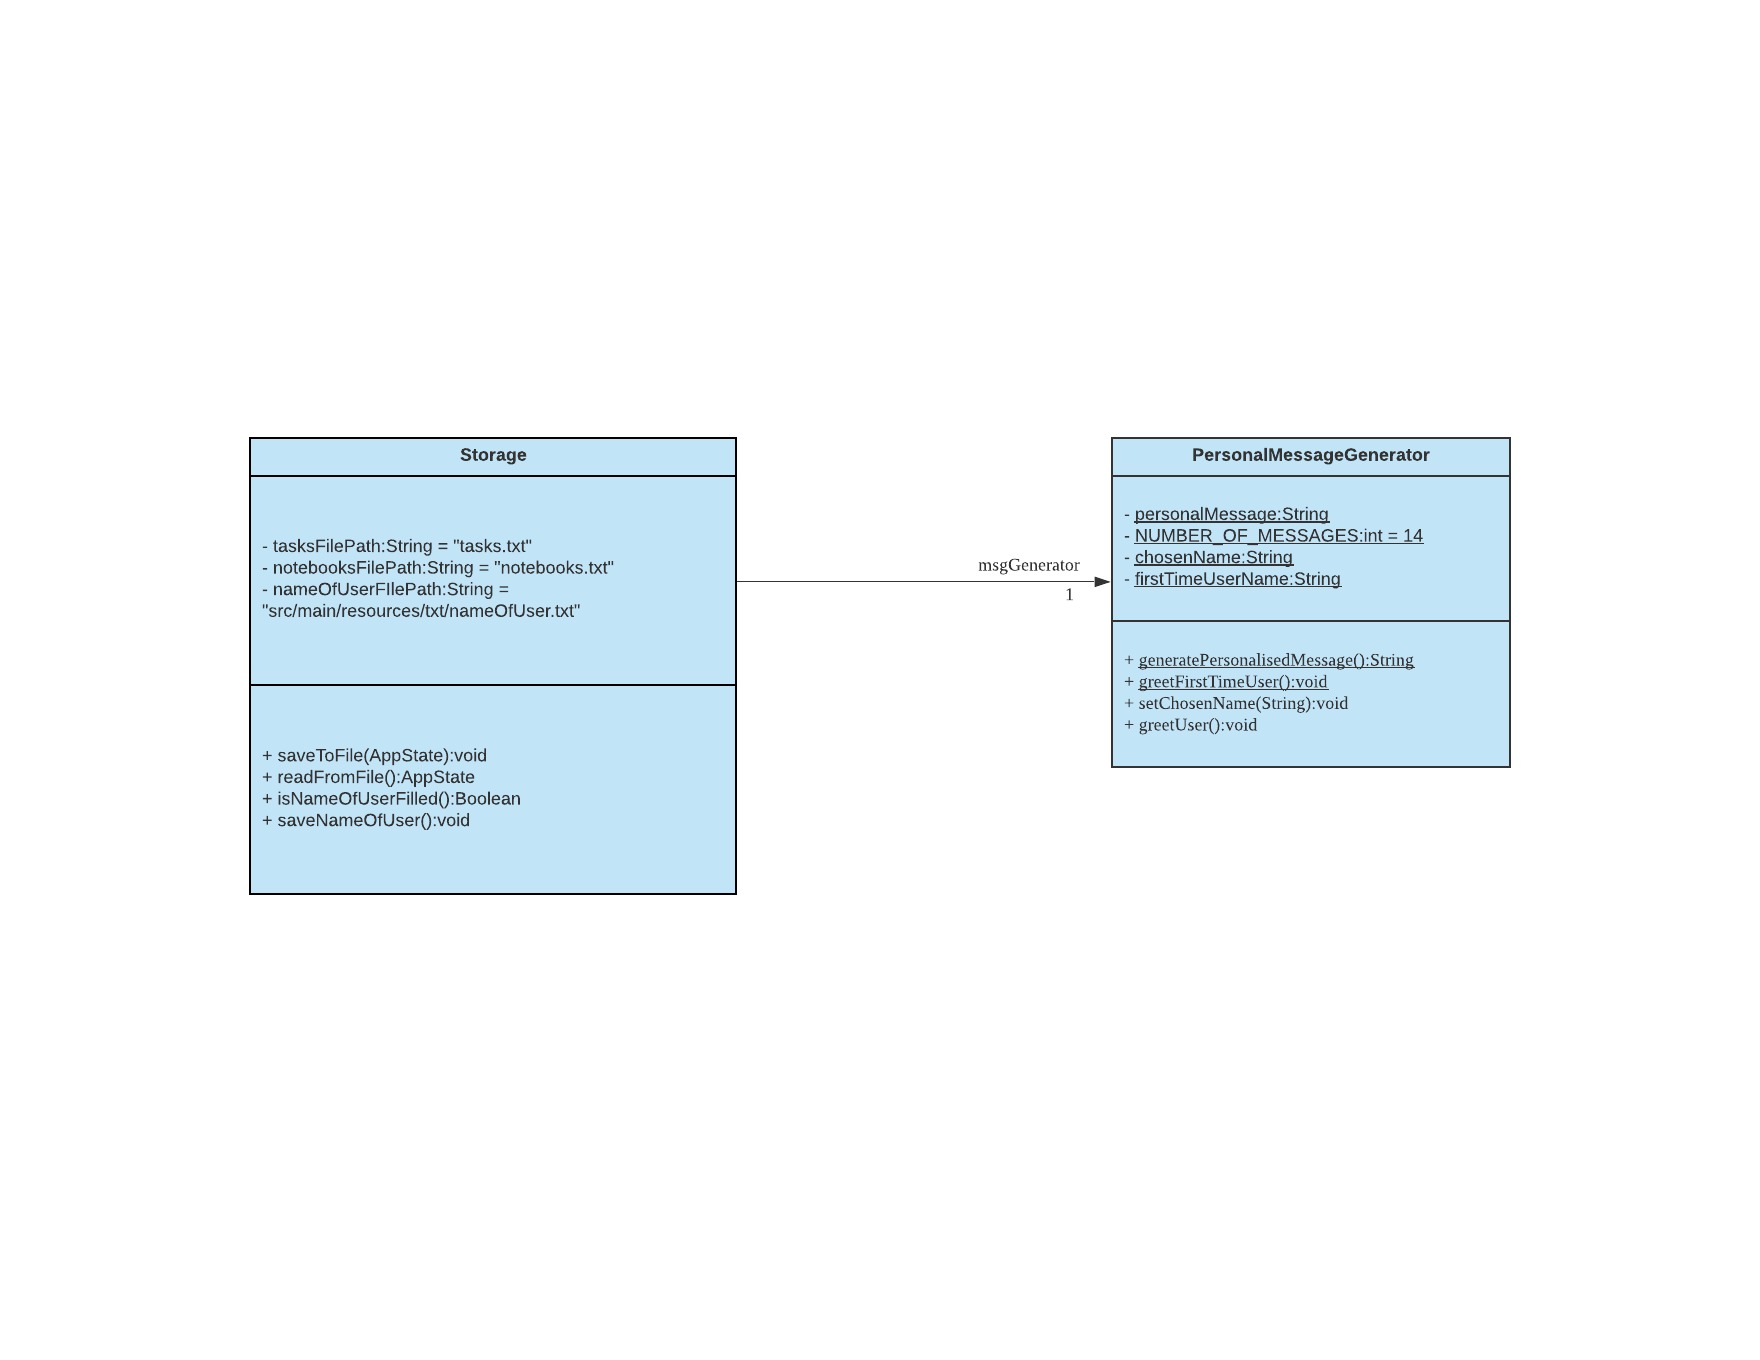 Storage
- tasksFilePath:String = "tasks.txt"
- notebooksFilePath:String = "notebooks.txt"
- nameOfUserFIlePath:String =
"src/main/resources/txt/nameOfUser.txt"
+ saveToFile(AppState):void
+ readFromFile():AppState
+ isNameOfUserFilled():Boolean
+ saveNameOfUser():void
msgGenerator
1
PersonalMessageGenerator
- personalMessage:String
- NUMBER_OF_MESSAGES:int = 14
- chosenName:String
- firstTimeUserName:String
+ generatePersonalisedMessage():String
+ greetFirstTimeUser():void
+ setChosenName(String):void
+ greetUser():void